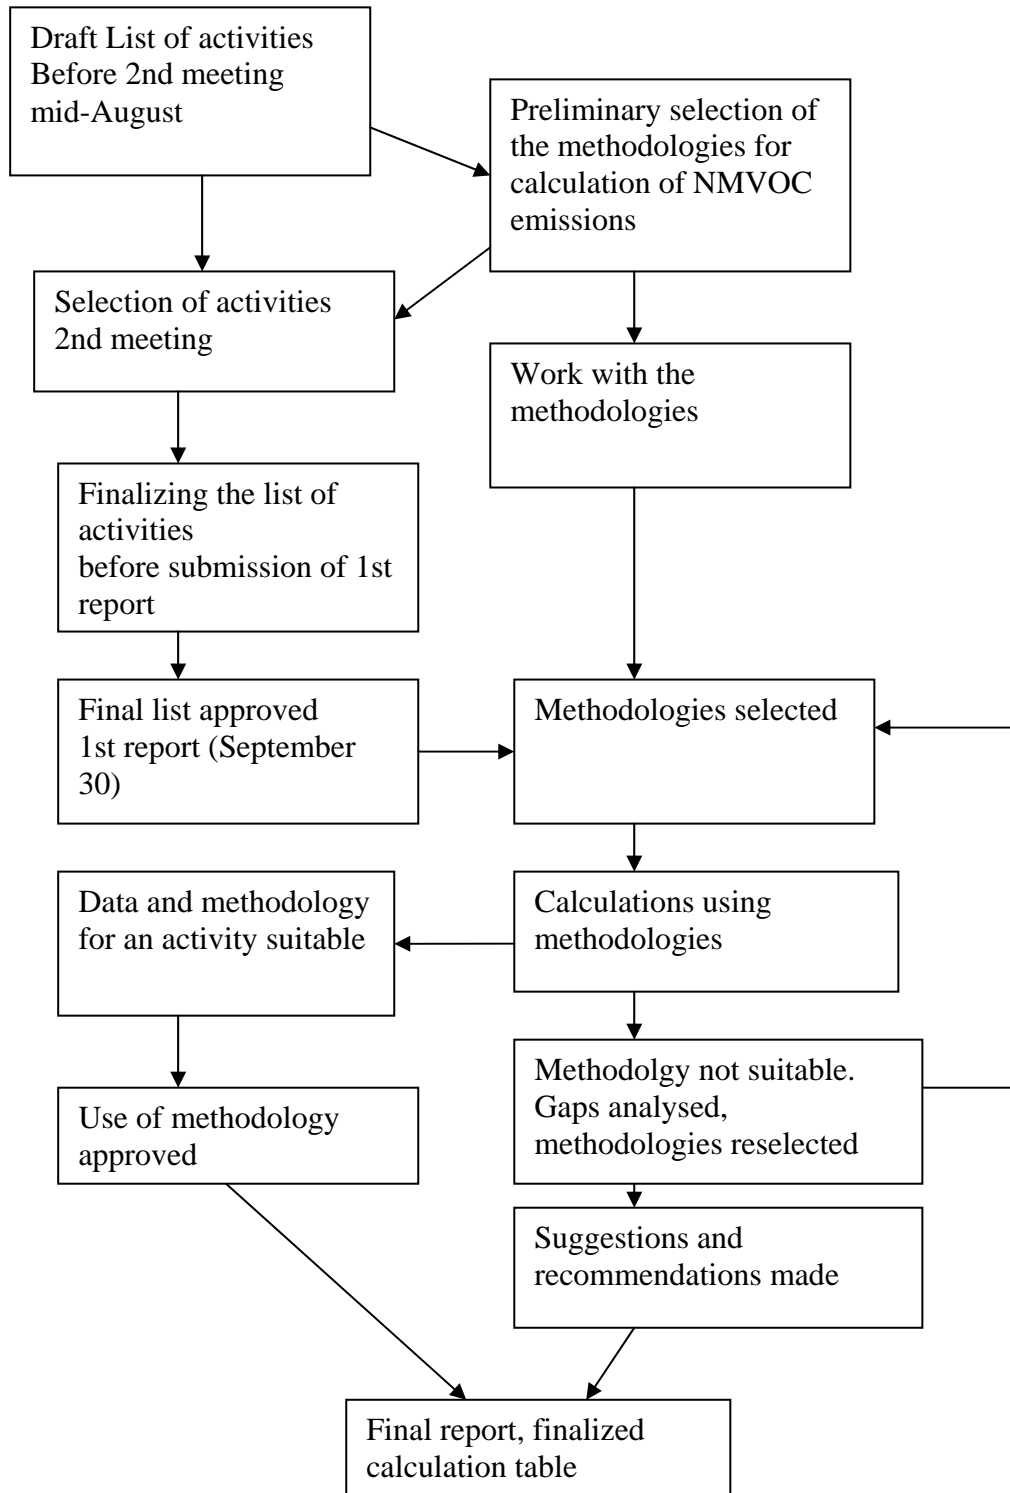 Draft List of activities
Before 2nd meeting
mid-August
Preliminary selection of
the methodologies for
calculation of NMVOC
emissions
Selection of activities
2nd meeting
Work with the
methodologies
Finalizing the list of
activities
before submission of 1st
report
Final list approved
1st report (September
30)
Methodologies selected
Data and methodology
for an activity suitable
Calculations using
methodologies
Methodolgy not suitable.
Gaps analysed,
methodologies reselected
Use of methodology
approved
Suggestions and
recommendations made
Final report, finalized
calculation table